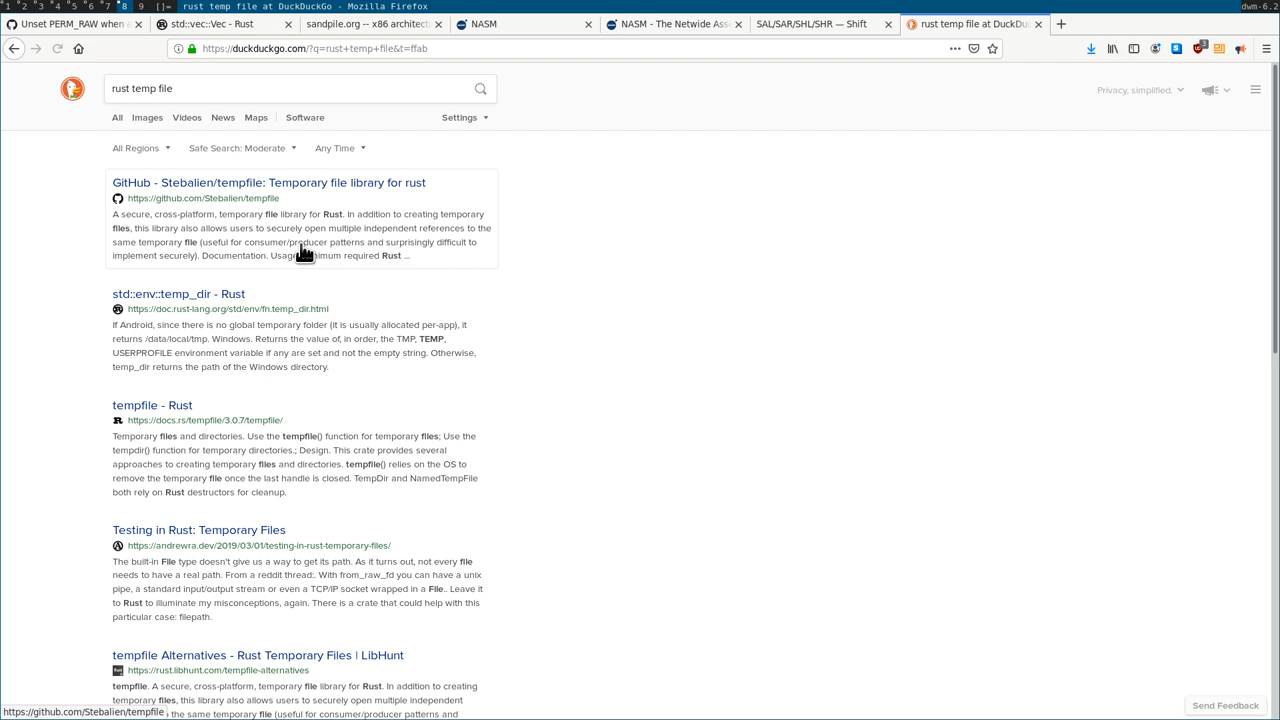 1 2 3 4 5 6 7 8 9 []= rust temp file at DuckDuckGo - Mozilla Firefox dwm-6.2
Unset PERM_RAW when a
std::vec::Vec - Rust
sandpile.org -- x86 architect
NASM
NASM - The Netwide Ass
SAL/SAR/SHL/SHR — Shift
rust temp file at DuckDu
https://duckduckgo.com/?q=rust+temp+file&t=ffab
3
rust temp file
Privacy, simplified.
All Images Videos News Maps Software Settings
All Regions Safe Search: Moderate Any Time
GitHub - Stebalien/tempfile: Temporary file library for rust
https://github.com/Stebalien/tempfile
A secure, cross-platform, temporary file library for Rust. In addition to creating temporary
files, this library also allows users to securely open multiple independent references to the
same temporary file (useful for consumer/producer patterns and surprisingly difficult to
implement securely). Documentation. Required Rust ...
std::env::temp_dir - Rust
https://doc.rust-lang.org/std/env/fn.temp_dir.html
If Android, since there is no global temporary folder (it is usually allocated per-app), it
returns /data/local/tmp. Windows. Returns the value of, in order, the TMP, TEMP,
USERPROFILE environment variable if any are set and not the empty string. Otherwise,
temp_dir returns the path of the Windows directory.
tempfile - Rust
https://docs.rs/tempfile/3.0.7/tempfile/
Temporary files and directories. Use the tempfile() function for temporary files; Use the
tempdir() function for temporary directories.; Design. This crate provides several
approaches to creating temporary files and directories. tempfile() relies on the OS to
remove the temporary file once the last handle is closed. TempDir and NamedTempFile
both rely on Rust destructors for cleanup.
Testing in Rust: Temporary Files
https://andrewra.dev/2019/03/01/testing-in-rust-temporary-files/
The built-in File type doesn't give us a way to get its path. As it turns out, not every file
needs to have a real path. From a reddit thread:. With from_raw_fd you can have a unix
pipe, a standard input/output stream or even a TCP/IP socket wrapped in a File.. Leave it
to Rust to illuminate my misconceptions, again. There is a crate that could help with this
particular case: filepath.
tempfile Alternatives - Rust Temporary Files | LibHunt
https://rust.libhunt.com/tempfile-alternatives
tempfile. A secure, cross-platform, temporary file library for Rust. In addition to creating
temporary files, this library also allows users to securely open multiple independent
the same temporary file (useful for consumer/producer patterns and
https://github.com/Stebalien/tempfile
Send Feedback